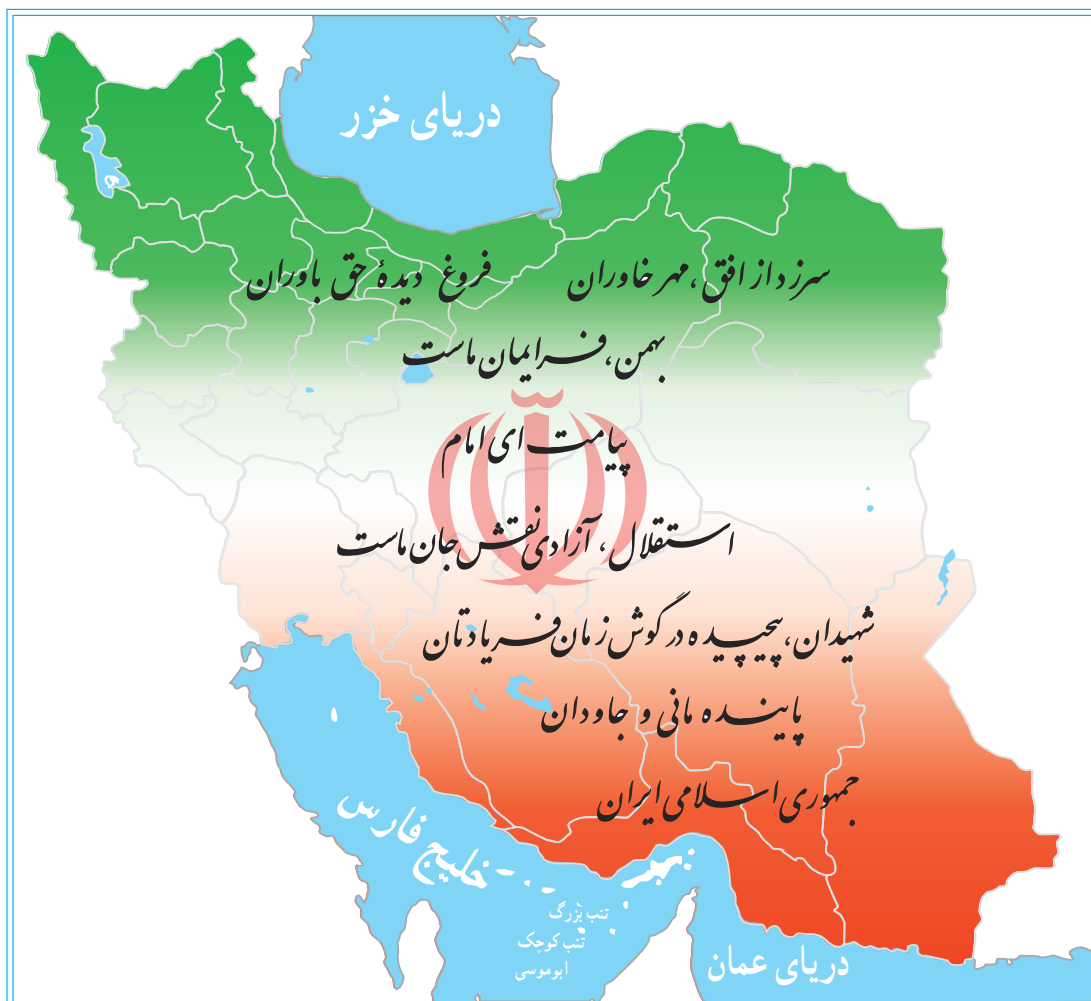 دریای خزر
سرزد از افق، مهر خاوران فروغ دیدهٔ حق باوران
بهمن، فر ایمان ماست
پیامت ای امام
استقلال، آزادی نقش جان ماست
شهیدان، پیچیده در گوش زمان فریادتان
پاینده مانی و جاودان
جمهوری اسلامی ایران
خلیج فارس
تنب بزرگ
تنب کوچک
ابوموسی
دریای عمان